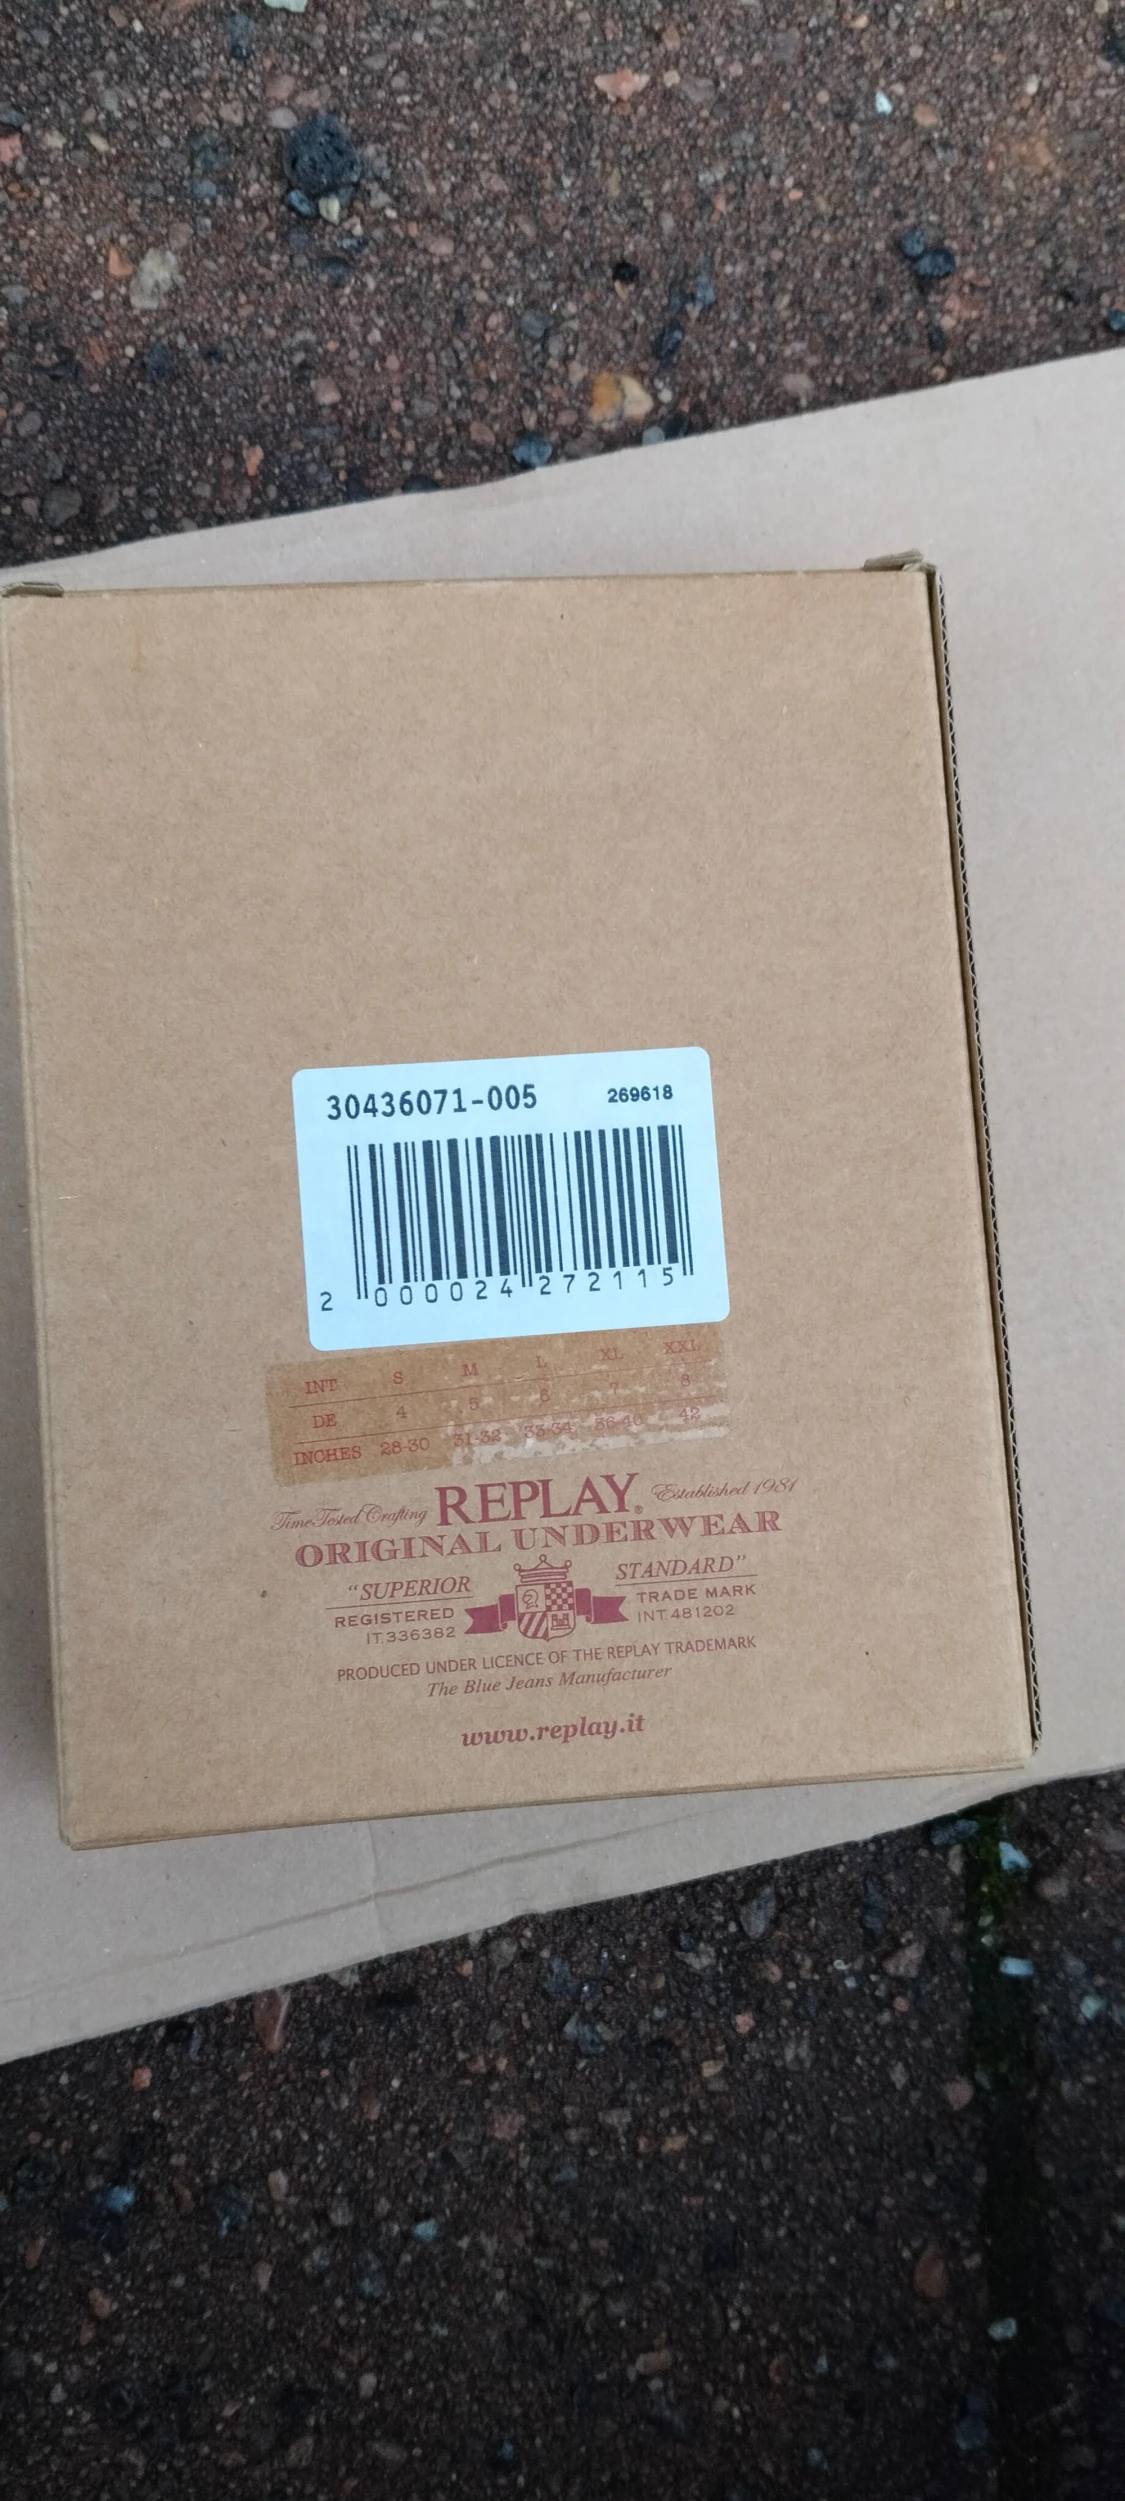 30436071-005 269618
2 000024 272115
INT S M L XL XXL
DE 4 5 6 7 8
INCHES 28-30 31-32 33-34 36-40 42
Time Tested Crafting REPLAY® Established 1981
ORIGINAL UNDERWEAR
"SUPERIOR STANDARD"
REGISTERED TRADE MARK
IT.336382 INT.481202
PRODUCED UNDER LICENCE OF THE REPLAY TRADEMARK
The Blue Jeans Manufacturer
www.replay.it